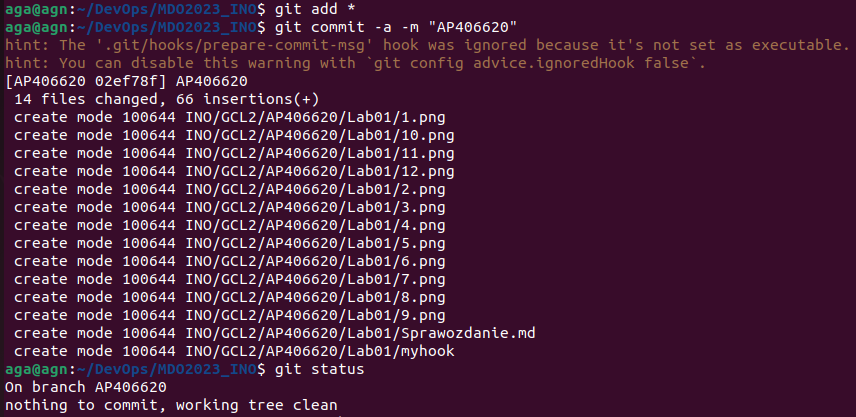 aga@agn:~/DevOps/MDO2023_INO$ git add *
aga@agn:~/DevOps/MDO2023_INO$ git commit -a -m "AP406620"
hint: The '.git/hooks/prepare-commit-msg' hook was ignored because it's not set as executable.
hint: You can disable this warning with `git config advice.ignoredHook false`.
[AP406620 02ef78f] AP406620
 14 files changed, 66 insertions(+)
 create mode 100644 INO/GCL2/AP406620/Lab01/1.png
 create mode 100644 INO/GCL2/AP406620/Lab01/10.png
 create mode 100644 INO/GCL2/AP406620/Lab01/11.png
 create mode 100644 INO/GCL2/AP406620/Lab01/12.png
 create mode 100644 INO/GCL2/AP406620/Lab01/2.png
 create mode 100644 INO/GCL2/AP406620/Lab01/3.png
 create mode 100644 INO/GCL2/AP406620/Lab01/4.png
 create mode 100644 INO/GCL2/AP406620/Lab01/5.png
 create mode 100644 INO/GCL2/AP406620/Lab01/6.png
 create mode 100644 INO/GCL2/AP406620/Lab01/7.png
 create mode 100644 INO/GCL2/AP406620/Lab01/8.png
 create mode 100644 INO/GCL2/AP406620/Lab01/9.png
 create mode 100644 INO/GCL2/AP406620/Lab01/Sprawozdanie.md
 create mode 100644 INO/GCL2/AP406620/Lab01/myhook
aga@agn:~/DevOps/MDO2023_INO$ git status
On branch AP406620
nothing to commit, working tree clean